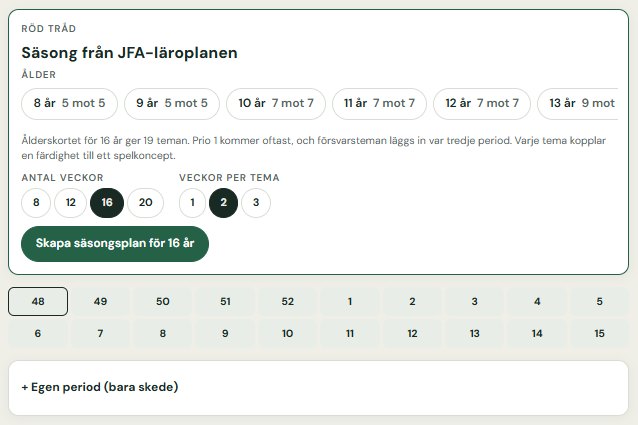 RÖD TRÅD
Säsong från JFA-läroplanen
ÅLDER
8 år 5 mot 5 9 år 5 mot 5 10 år 7 mot 7 11 år 7 mot 7 12 år 7 mot 7 13 år 9 mot
Ålderskortet för 16 år ger 19 teman. Prio 1 kommer oftast, och försvarsteman läggs in var tredje period. Varje tema kopplar
en färdighet till ett spelkoncept.
ANTAL VECKOR VECKOR PER TEMA
8 12 16 20 1 2 3
Skapa säsongsplan för 16 år
48 49 50 51 52 1 2 3 4 5
6 7 8 9 10 11 12 13 14 15
+ Egen period (bara skede)